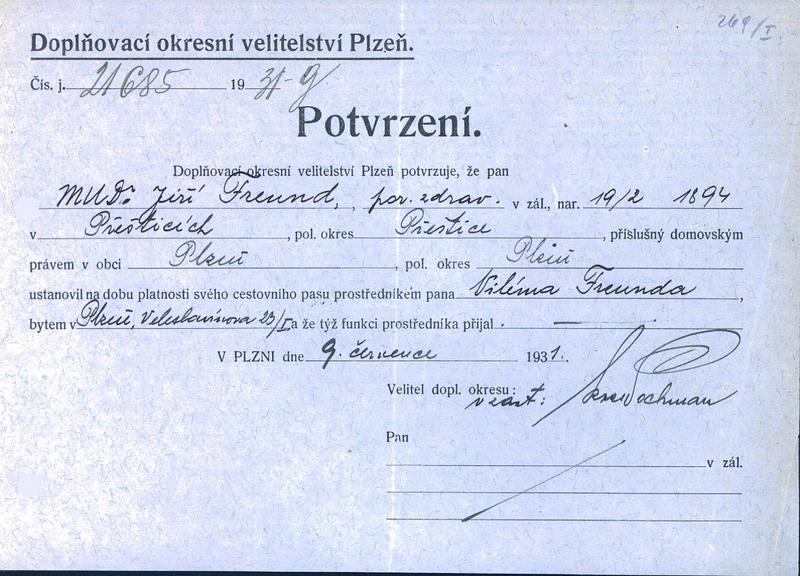 269/I.
Doplňovací okresní velitelství Plzeň.
Čís. j. 21685 1931-9
Potvrzení.
Doplňovací okresní velitelství Plzeň potvrzuje, že pan
MUDr Jiří Freund, , por. zdrav. v zál., nar. 19/2 1894
v Přešticích , pol. okres Přeštice , příslušný domovským
právem v obci Plzeň , pol. okres Plzeň
ustanovil na dobu platnosti svého cestovního pasu prostředníkem pana Viléma Freunda ,
bytem v Plzni, Veleslavínova 23/I a že týž funkci prostředníka přijal .
V PLZNI dne 9. července 1931.
Velitel dopl. okresu:
v zast:
Pan
v zál.